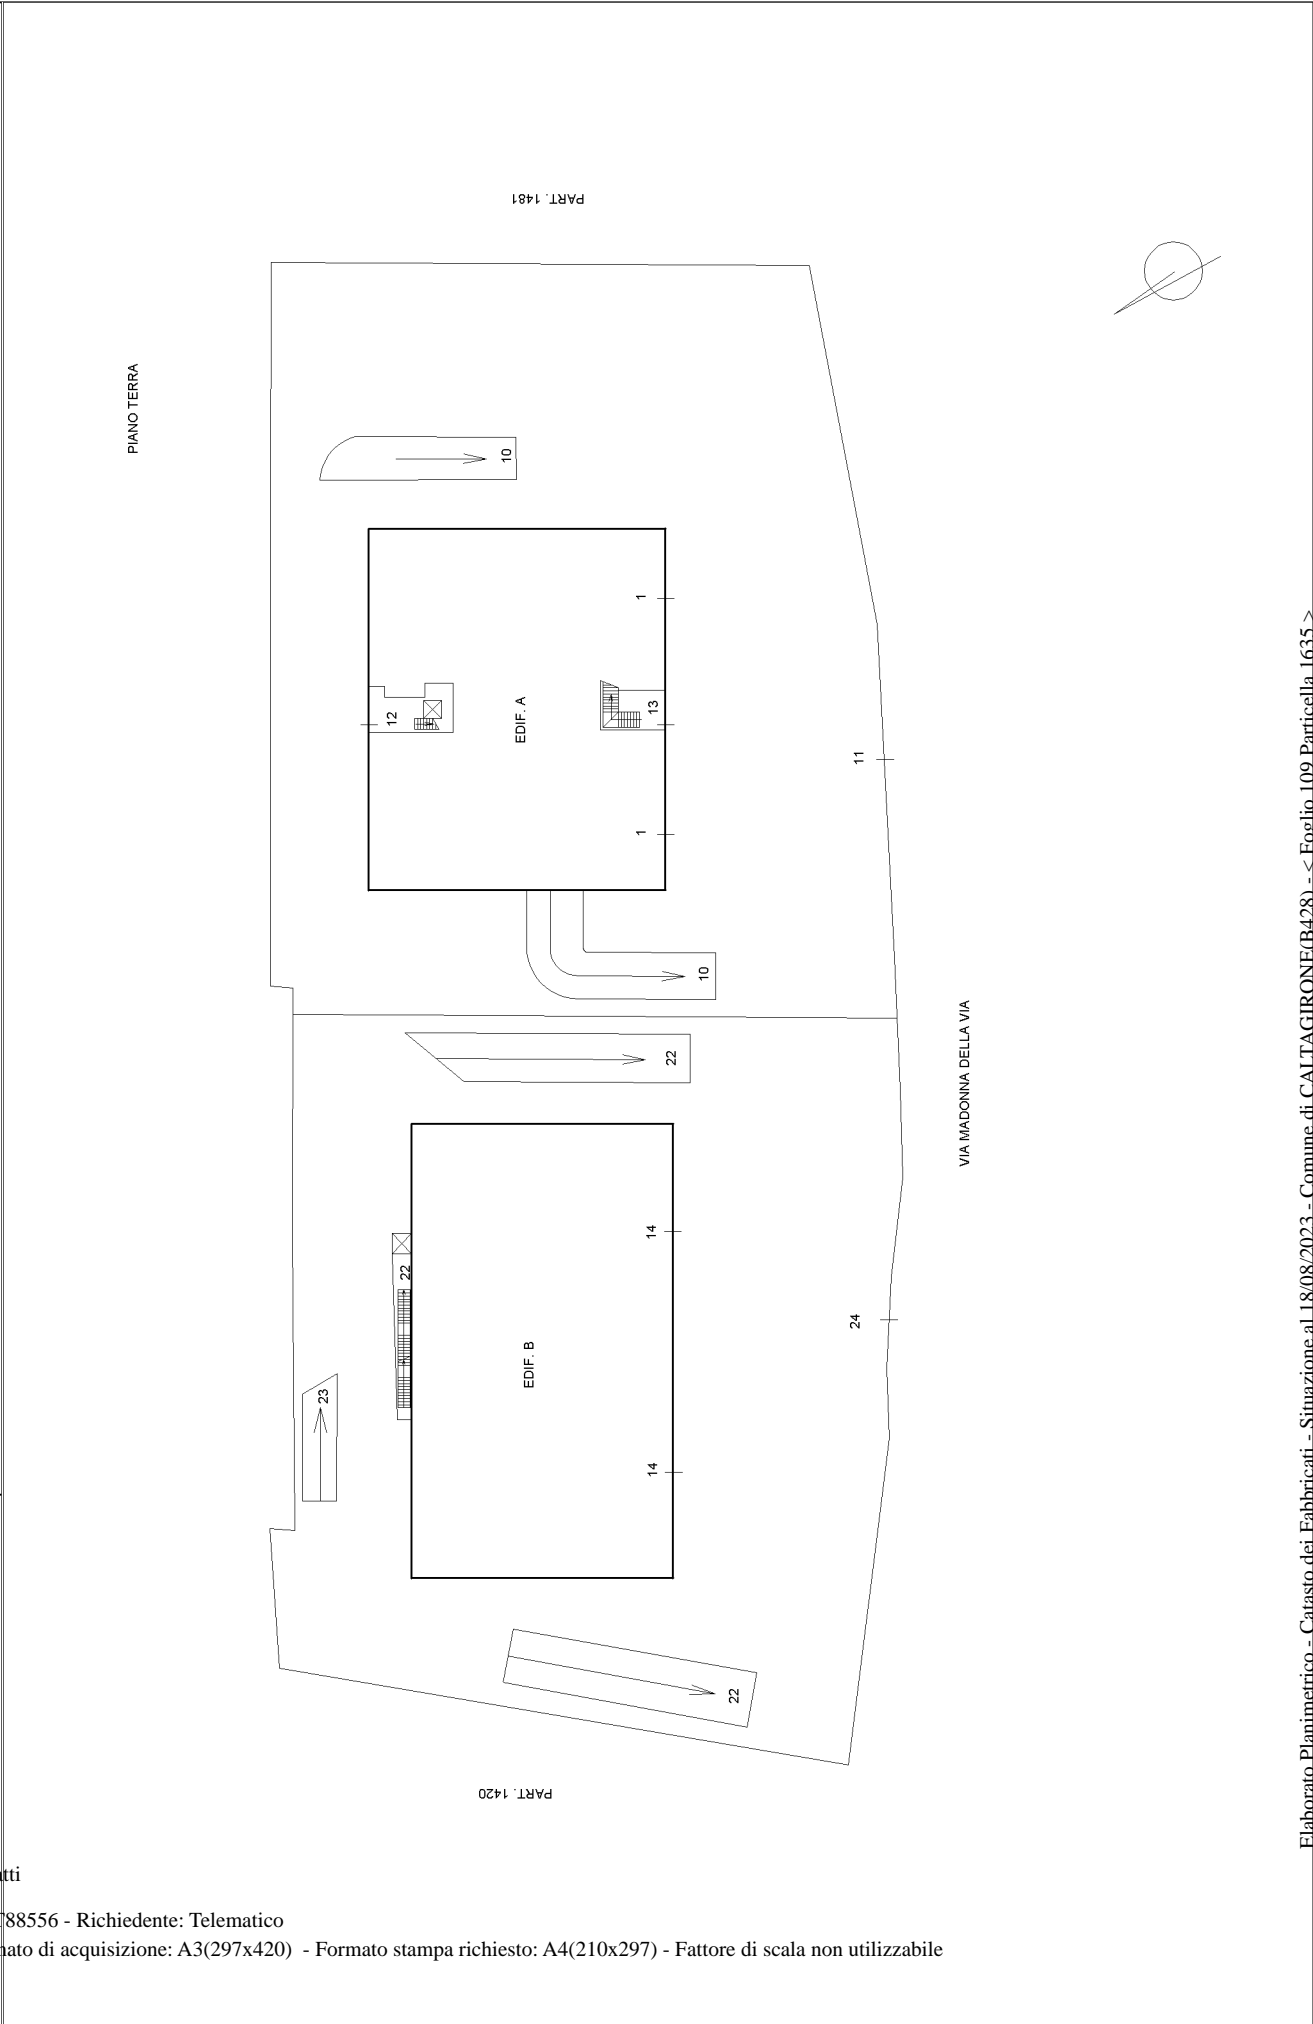 PART. 1481
PIANO TERRA
10
1
12
EDIF. A
13
11
1
10
22
VIA MADONNA DELLA VIA
14
22
24
EDIF. B
23
14
22
PART. 1420
Elaborato Planimetrico - Catasto dei Fabbricati - Situazione al 18/08/2023 - Comune di CALTAGIRONE(B428) - < Foglio 109 Particella 1635 >
88556 - Richiedente: Telematico
di acquisizione: A3(297x420) - Formato stampa richiesto: A4(210x297) - Fattore di scala non utilizzabile